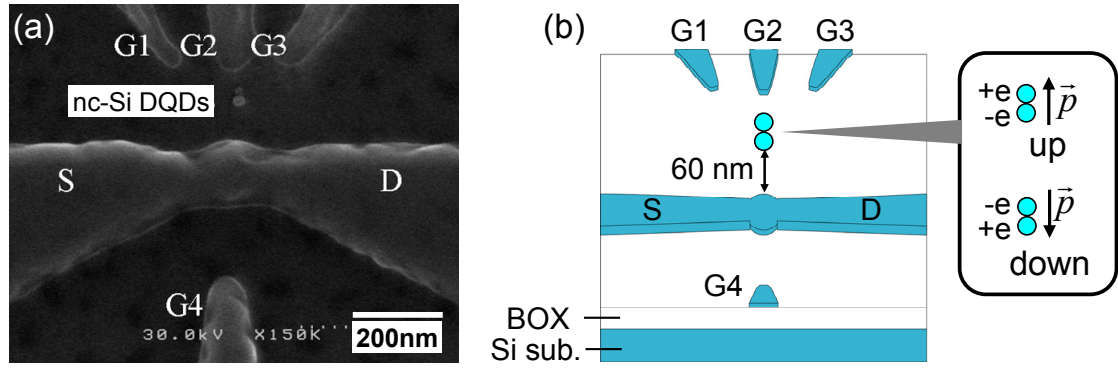 (a)
G1 G2 G3
nc-Si DQDs
S
D
G4
30.0kV X150K
200nm
(b)
G1 G2 G3
60 nm
S
D
G4
BOX
Si sub.
+e
-e
p⃗
up
-e
+e
p⃗
down